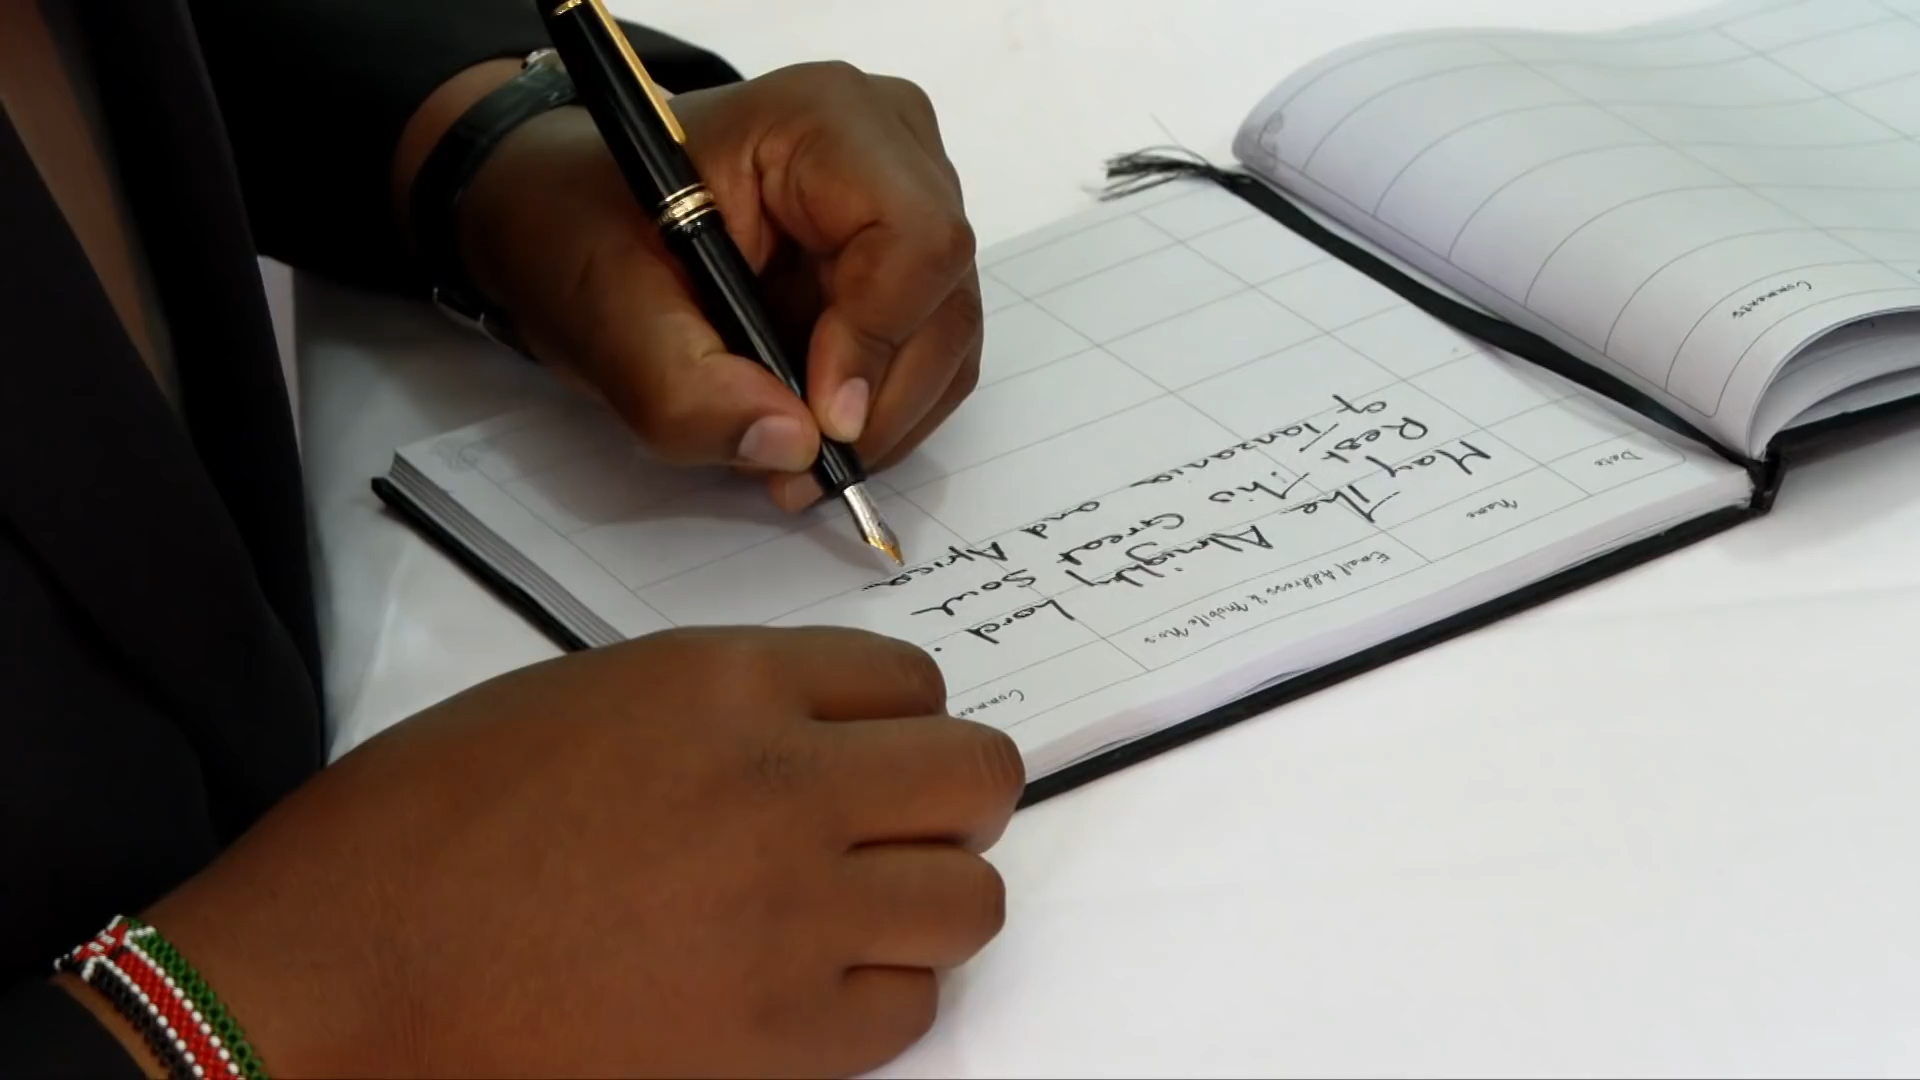 Date Name Email Address & Mobile No.s Commen
May The Almighty Lord.
Rest This Great Soul
of Tanzania and Africa
Comments